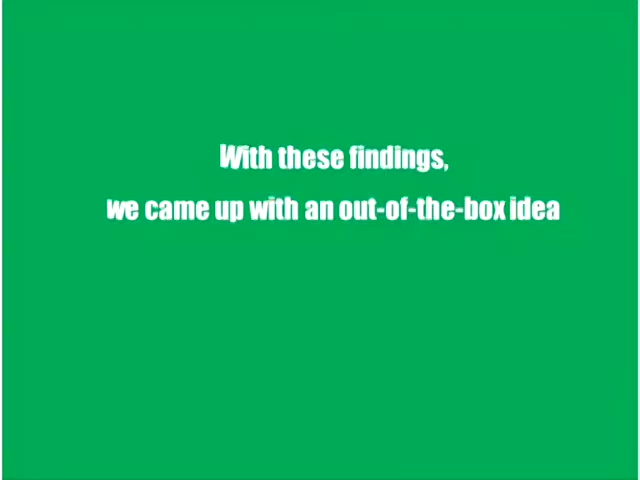 With these findings,
we came up with an out-of-the-box idea